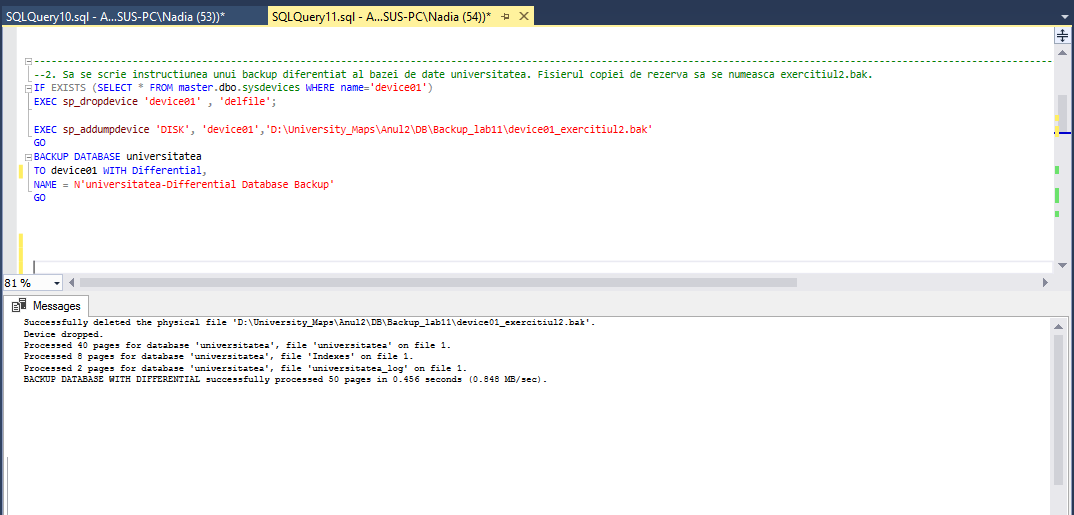 SQLQuery10.sql - A...SUS-PC\Nadia (53))*
SQLQuery11.sql - A...SUS-PC\Nadia (54))*
--2. Sa se scrie instructiunea unui backup diferentiat al bazei de date universitatea. Fisierul copiei de rezerva sa se numeasca exercitiul2.bak.
IF EXISTS (SELECT * FROM master.dbo.sysdevices WHERE name='device01')
EXEC sp_dropdevice 'device01' , 'delfile';
EXEC sp_addumpdevice 'DISK', 'device01','D:\University_Maps\Anul2\DB\Backup_lab11\device01_exercitiul2.bak'
GO
BACKUP DATABASE universitatea
TO device01 WITH Differential,
NAME = N'universitatea-Differential Database Backup'
GO
81 %
Messages
Successfully deleted the physical file 'D:\University_Maps\Anul2\DB\Backup_lab11\device01_exercitiul2.bak'.
Device dropped.
Processed 40 pages for database 'universitatea', file 'universitatea' on file 1.
Processed 8 pages for database 'universitatea', file 'Indexes' on file 1.
Processed 2 pages for database 'universitatea', file 'universitatea_log' on file 1.
BACKUP DATABASE WITH DIFFERENTIAL successfully processed 50 pages in 0.456 seconds (0.848 MB/sec).